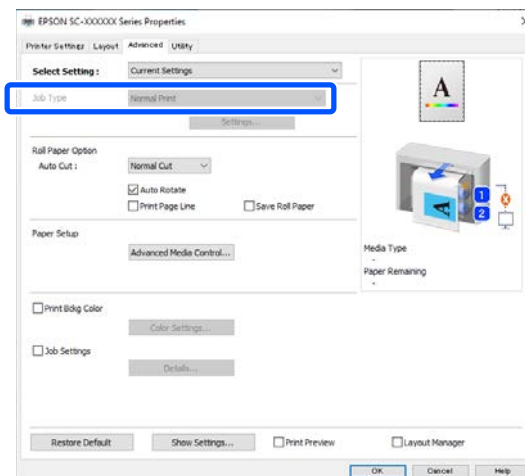 EPSON SC-XXXXXX Series Properties
Printer Settings Layout Advanced Utility
Select Setting : Current Settings
Job Type Normal Print
Settings...
Roll Paper Option
Auto Cut : Normal Cut
Auto Rotate
Print Page Line Save Roll Paper
Paper Setup
Advanced Media Control...
Print Bckg Color
Color Settings...
Job Settings
Details...
A
A
1
2
Media Type
-
Paper Remaining
-
Restore Default Show Settings... Print Preview Layout Manager
OK Cancel Help